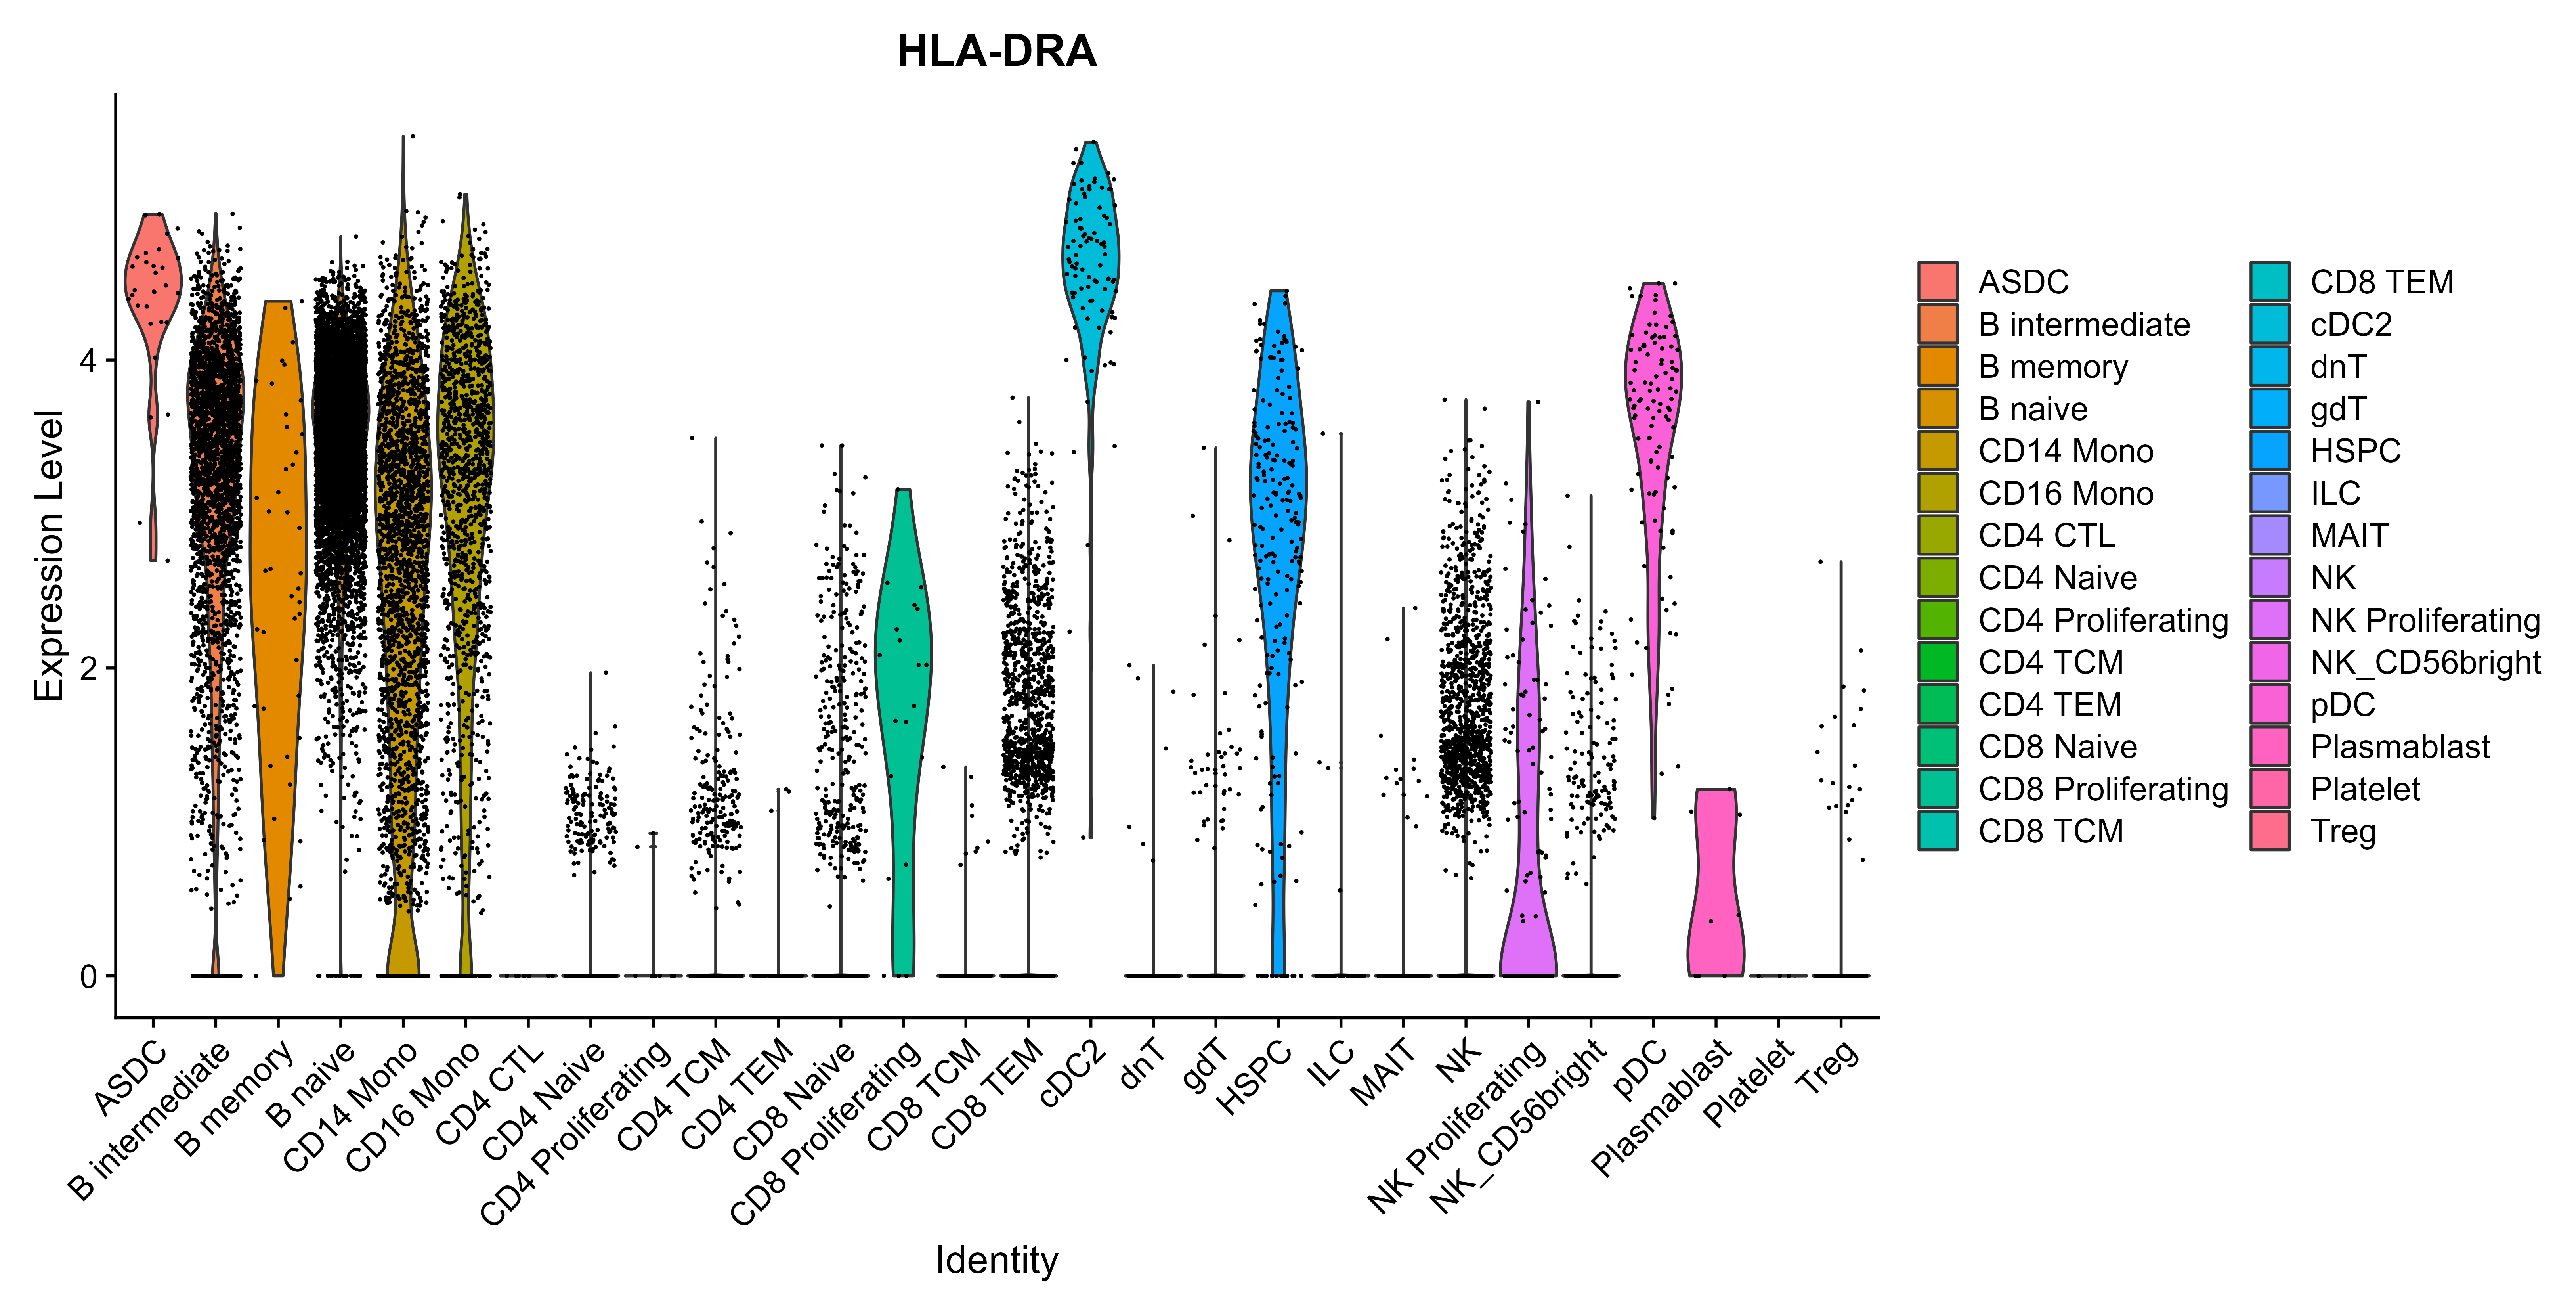 HLA-DRA
Expression Level
4
2
0
ASDC
B intermediate
B memory
B naive
CD14 Mono
CD16 Mono
CD4 CTL
CD4 Naive
CD4 Proliferating
CD4 TCM
CD4 TEM
CD8 Naive
CD8 Proliferating
CD8 TCM
CD8 TEM
cDC2
dnT
gdT
HSPC
ILC
MAIT
NK
NK Proliferating
NK_CD56bright
pDC
Plasmablast
Platelet
Treg
Identity
ASDC
B intermediate
B memory
B naive
CD14 Mono
CD16 Mono
CD4 CTL
CD4 Naive
CD4 Proliferating
CD4 TCM
CD4 TEM
CD8 Naive
CD8 Proliferating
CD8 TCM
CD8 TEM
cDC2
dnT
gdT
HSPC
ILC
MAIT
NK
NK Proliferating
NK_CD56bright
pDC
Plasmablast
Platelet
Treg